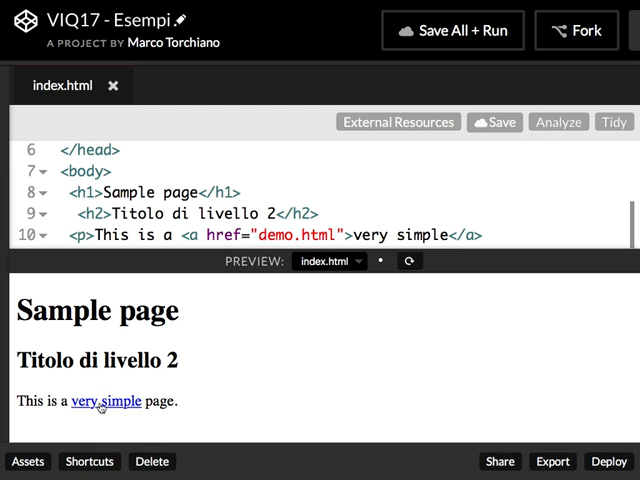 VIQ17 - Esempi
A PROJECT BY Marco Torchiano
Save All + Run
Fork
index.html
External Resources Save Analyze Tidy
6 </head>
7 <body>
8 <h1>Sample page</h1>
9 <h2>Titolo di livello 2</h2>
10 <p>This is a <a href="demo.html">very simple</a>
PREVIEW: index.html
Sample page
Titolo di livello 2
This is a very simple page.
Assets Shortcuts Delete Share Export Deploy